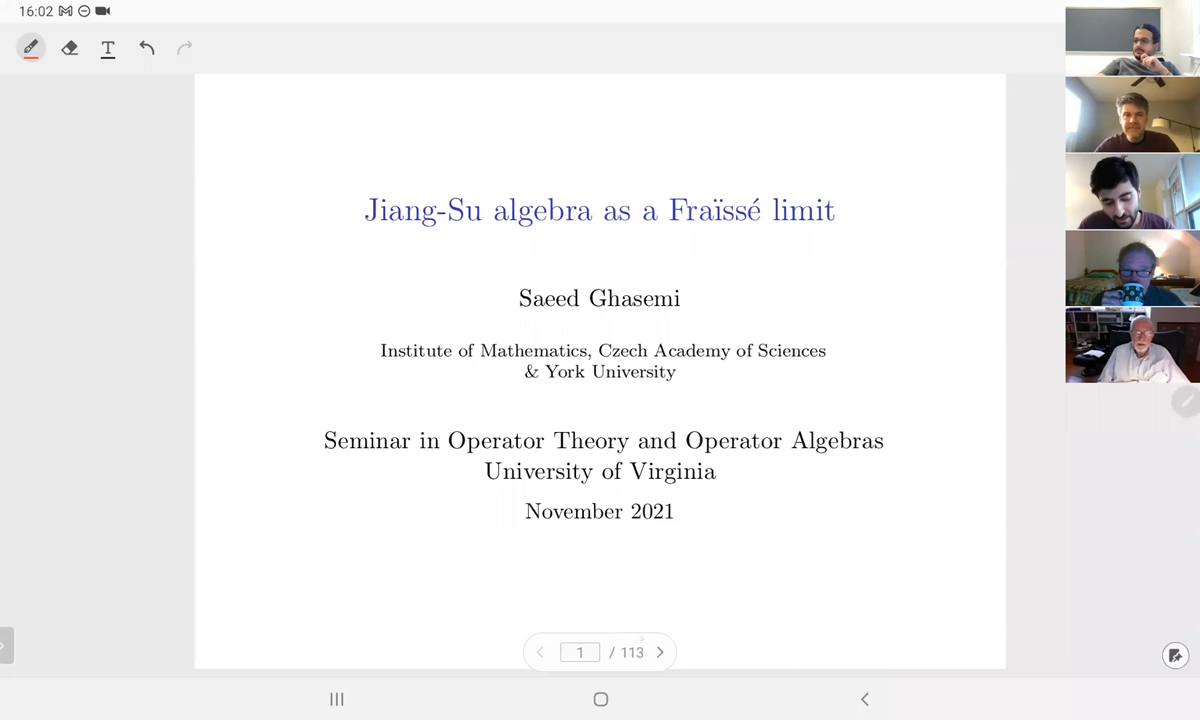 16:02
T
Jiang-Su algebra as a Fraïssé limit
Saeed Ghasemi
Institute of Mathematics, Czech Academy of Sciences
& York University
Seminar in Operator Theory and Operator Algebras
University of Virginia
November 2021
1 / 113